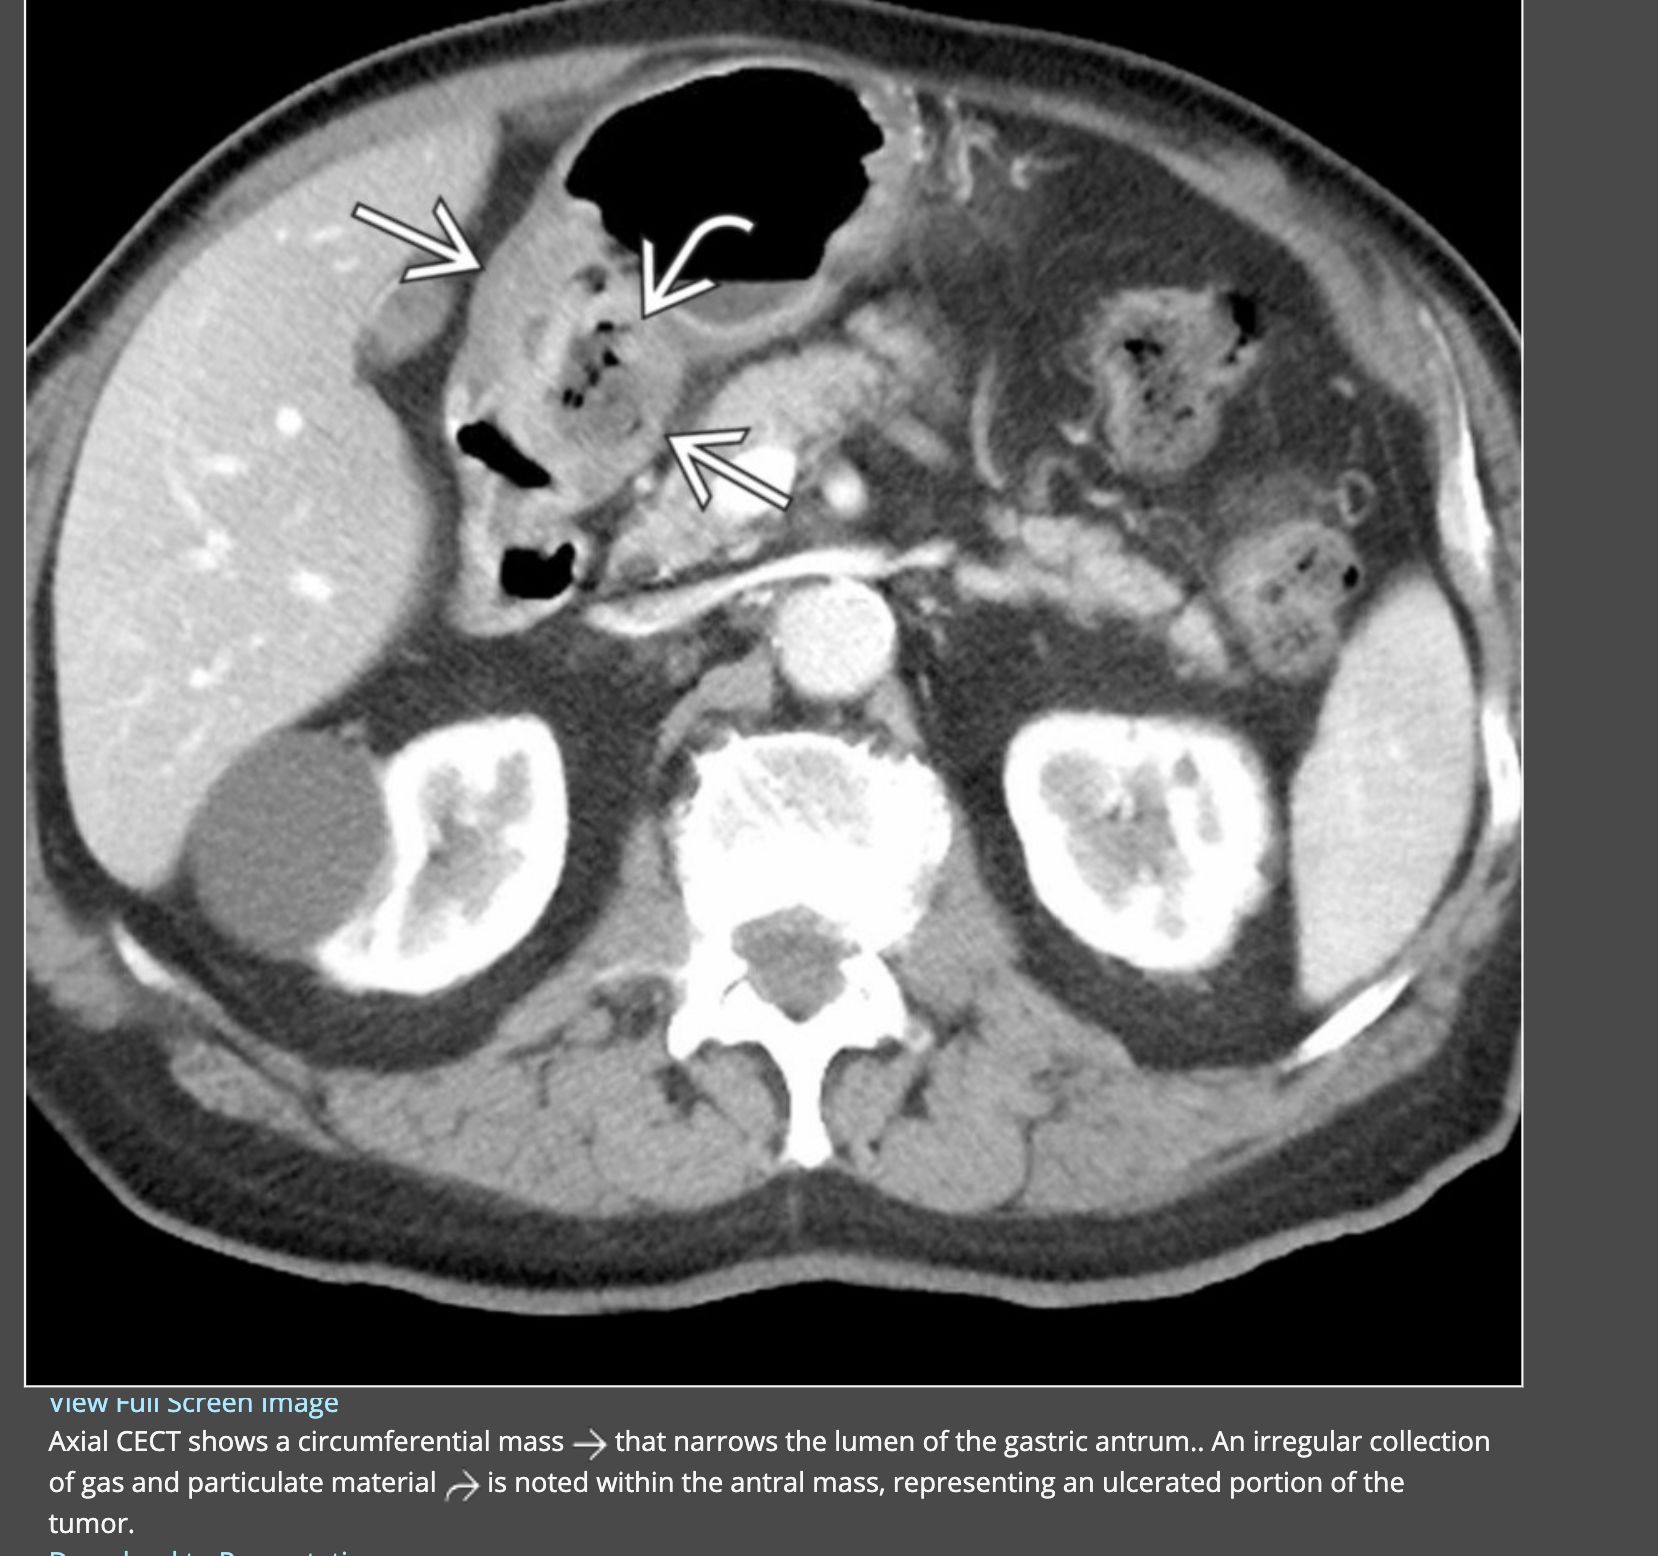 View Full Screen Image
Axial CECT shows a circumferential mass → that narrows the lumen of the gastric antrum.. An irregular collection
of gas and particulate material ↷ is noted within the antral mass, representing an ulcerated portion of the
tumor.